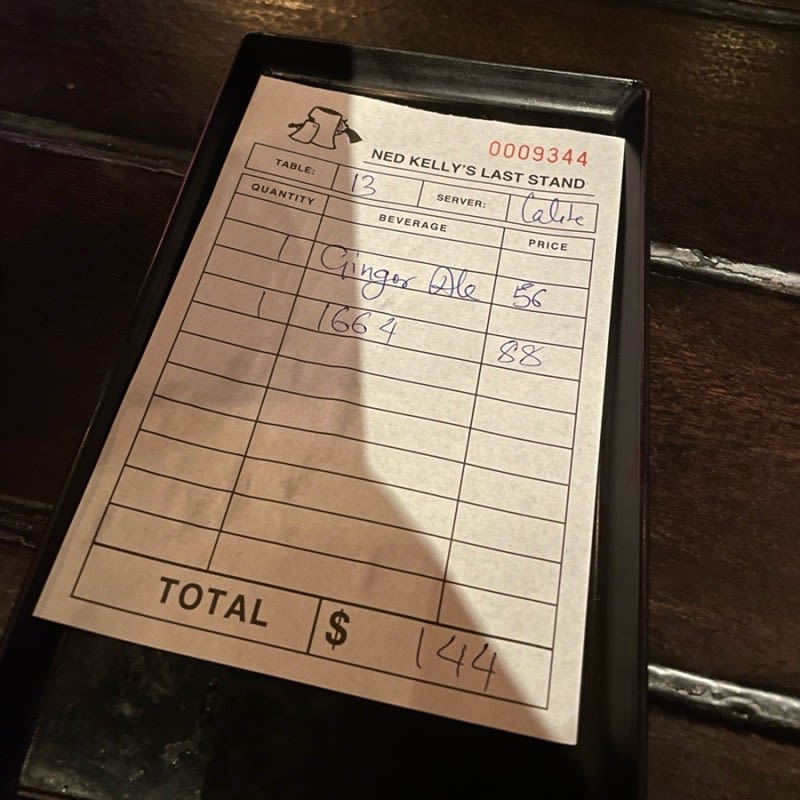 0009344
NED KELLY'S LAST STAND
TABLE: 13 SERVER:
QUANTITY BEVERAGE PRICE
1 Ginger Ale 56
1 1664 88
TOTAL $ 144